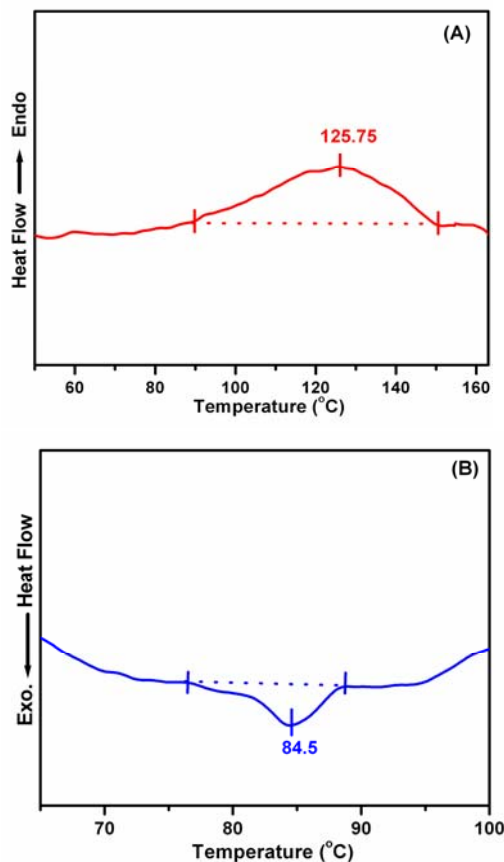 (A)
125.75
Heat Flow → Endo
60 80 100 120 140 160
Temperature (°C)
(B)
Exo. ← Heat Flow
84.5
70 80 90 100
Temperature (°C)